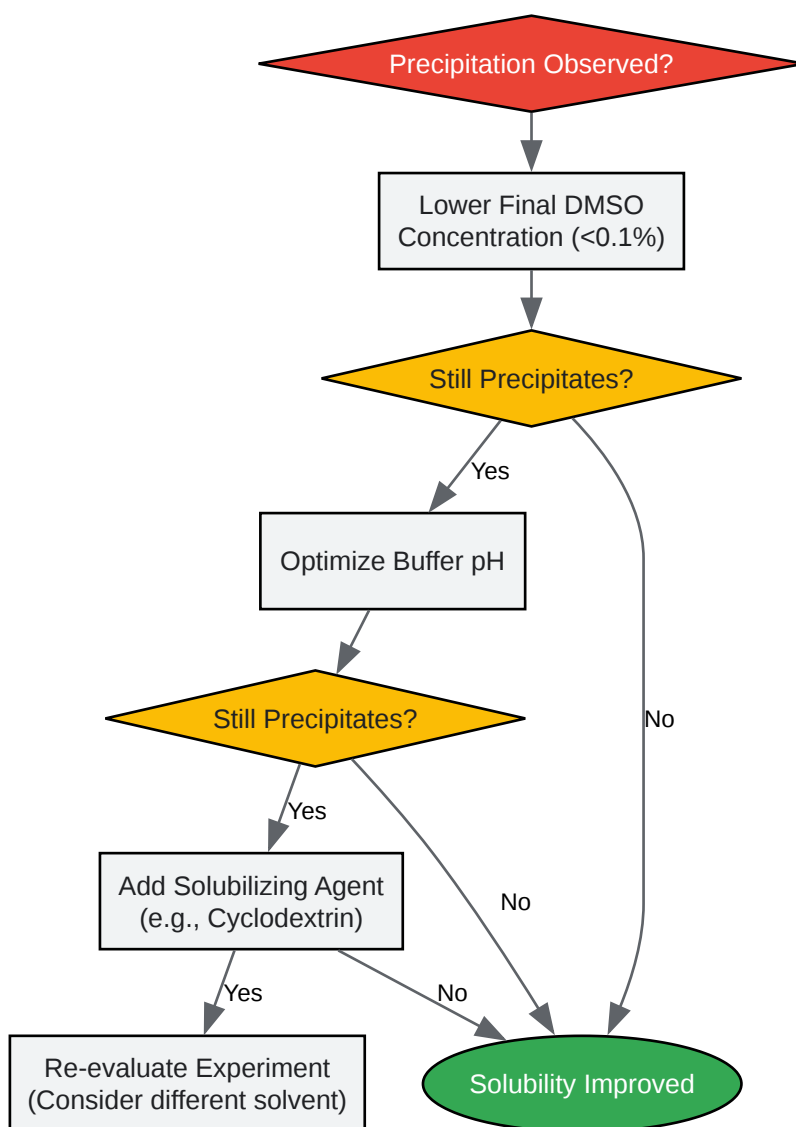 Precipitation Observed?
Lower Final DMSO
Concentration (<0.1%)
Still Precipitates?
Yes
Optimize Buffer pH
No
Still Precipitates?
Yes
Add Solubilizing Agent
(e.g., Cyclodextrin)
No
Yes
No
Re-evaluate Experiment
(Consider different solvent)
Solubility Improved